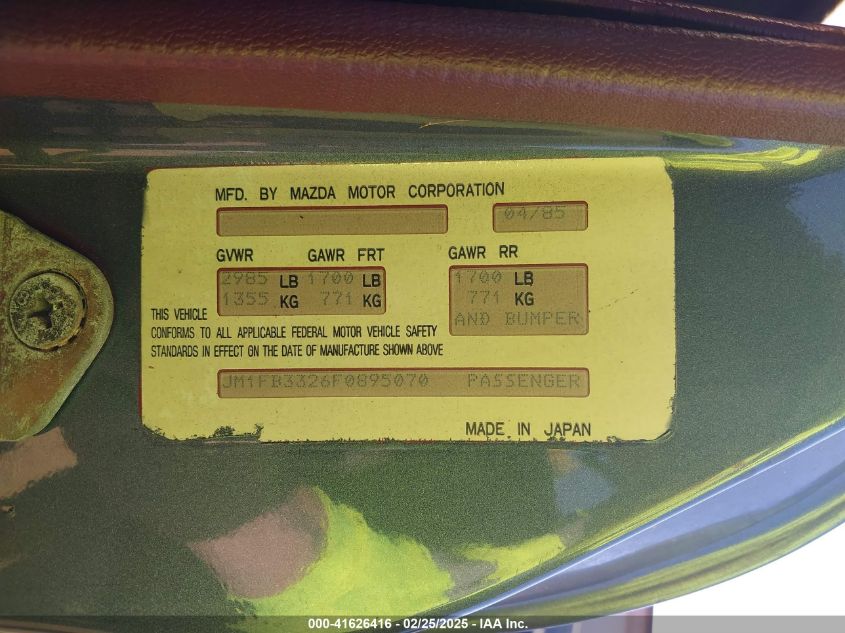 MFD. BY MAZDA MOTOR CORPORATION
04/85
GVWR GAWR FRT GAWR RR
2985 LB 1700 LB 1700 LB
1355 KG 771 KG 771 KG
AND BUMPER
THIS VEHICLE
CONFORMS TO ALL APPLICABLE FEDERAL MOTOR VEHICLE SAFETY
STANDARDS IN EFFECT ON THE DATE OF MANUFACTURE SHOWN ABOVE
JM1FB3326F0895070 PASSENGER
MADE IN JAPAN
000-41626416 - 02/25/2025 - IAA Inc.